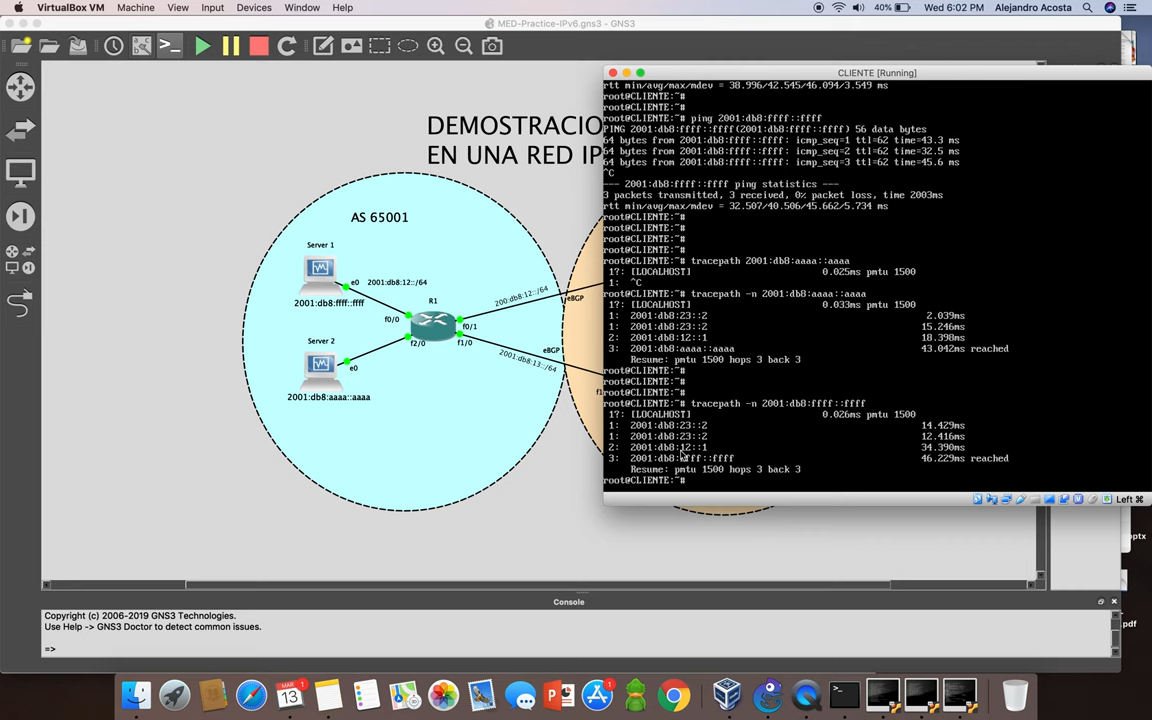 VirtualBox VM Machine View Input Devices Window Help 40% Wed 6:02 PM Alejandro Acosta
MED-Practice-IPv6.gns3 - GNS3
DEMOSTRACIO
EN UNA RED IP
AS 65001
Server 1
e0
2001:db8:12::/64
2001:db8:ffff::ffff
f0/0
R1
f0/1
200:db8:12::/64
eBGP
Server 2
f2/0
f1/0
e0
2001:db8:13::/64
eBGP
2001:db8:aaaa::aaaa
CLIENTE [Running]
rtt min/avg/max/mdev = 38.996/42.545/46.094/3.549 ms
root@CLIENTE:~#
root@CLIENTE:~#
root@CLIENTE:~# ping 2001:db8:ffff::ffff
PING 2001:db8:ffff::ffff(2001:db8:ffff::ffff) 56 data bytes
64 bytes from 2001:db8:ffff::ffff: icmp_seq=1 ttl=62 time=43.3 ms
64 bytes from 2001:db8:ffff::ffff: icmp_seq=2 ttl=62 time=32.5 ms
64 bytes from 2001:db8:ffff::ffff: icmp_seq=3 ttl=62 time=45.6 ms
^C
--- 2001:db8:ffff::ffff ping statistics ---
3 packets transmitted, 3 received, 0% packet loss, time 2003ms
rtt min/avg/max/mdev = 32.507/40.506/45.662/5.734 ms
root@CLIENTE:~#
root@CLIENTE:~#
root@CLIENTE:~#
root@CLIENTE:~#
root@CLIENTE:~# tracepath 2001:db8:aaaa::aaaa
1?: [LOCALHOST] 0.025ms pmtu 1500
1: ^C
root@CLIENTE:~# tracepath -n 2001:db8:aaaa::aaaa
1?: [LOCALHOST] 0.033ms pmtu 1500
1: 2001:db8:23::2 2.039ms
1: 2001:db8:23::2 15.246ms
2: 2001:db8:12::1 18.398ms
3: 2001:db8:aaaa::aaaa 43.042ms reached
Resume: pmtu 1500 hops 3 back 3
root@CLIENTE:~#
root@CLIENTE:~#
root@CLIENTE:~#
root@CLIENTE:~# tracepath -n 2001:db8:ffff::ffff
1?: [LOCALHOST] 0.026ms pmtu 1500
1: 2001:db8:23::2 14.429ms
1: 2001:db8:23::2 12.416ms
2: 2001:db8:12::1 34.390ms
3: 2001:db8:ffff::ffff 46.229ms reached
Resume: pmtu 1500 hops 3 back 3
root@CLIENTE:~#
Left ⌘
pptx
.pdf
Console
Copyright (c) 2006-2019 GNS3 Technologies.
Use Help -> GNS3 Doctor to detect common issues.
=>
MAR
13
1
1